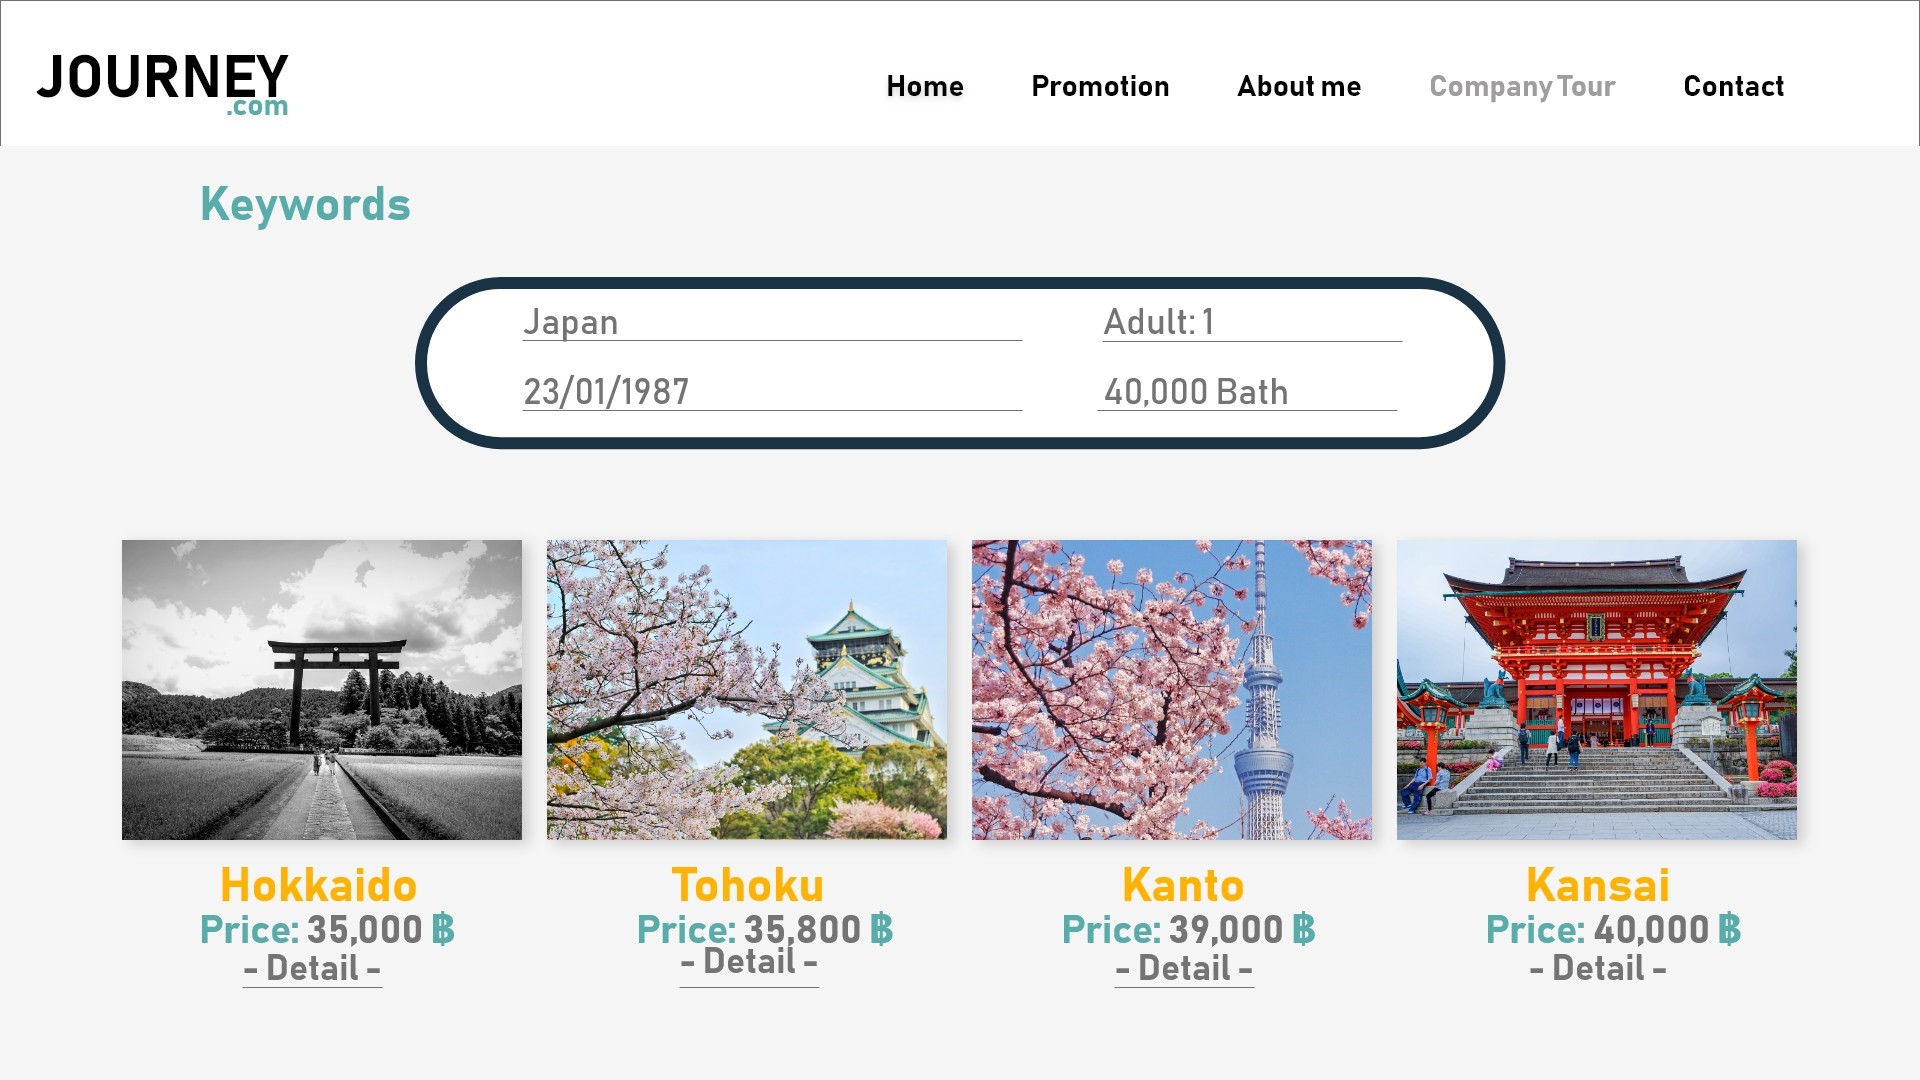 JOURNEY
.com
Home Promotion About me Company Tour Contact
Keywords
Japan Adult: 1
23/01/1987 40,000 Bath
Hokkaido
Price: 35,000 ฿
- Detail -
Tohoku
Price: 35,800 ฿
- Detail -
Kanto
Price: 39,000 ฿
- Detail -
Kansai
Price: 40,000 ฿
- Detail -